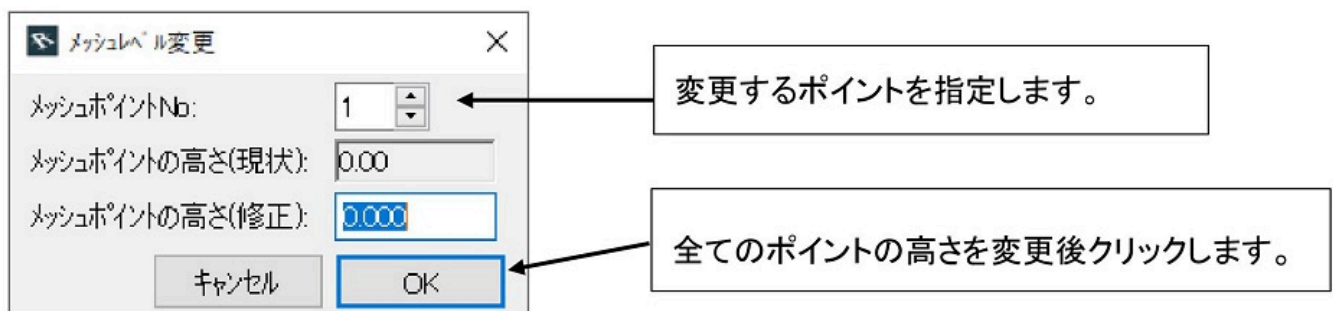 ﾒｯｼｭﾚﾍﾞﾙ変更
ﾒｯｼｭﾎﾟｲﾝﾄNo:
1
変更するポイントを指定します。
ﾒｯｼｭﾎﾟｲﾝﾄの高さ(現状):
0.00
ﾒｯｼｭﾎﾟｲﾝﾄの高さ(修正):
0.000
全てのポイントの高さを変更後クリックします。
ｷｬﾝｾﾙ
OK